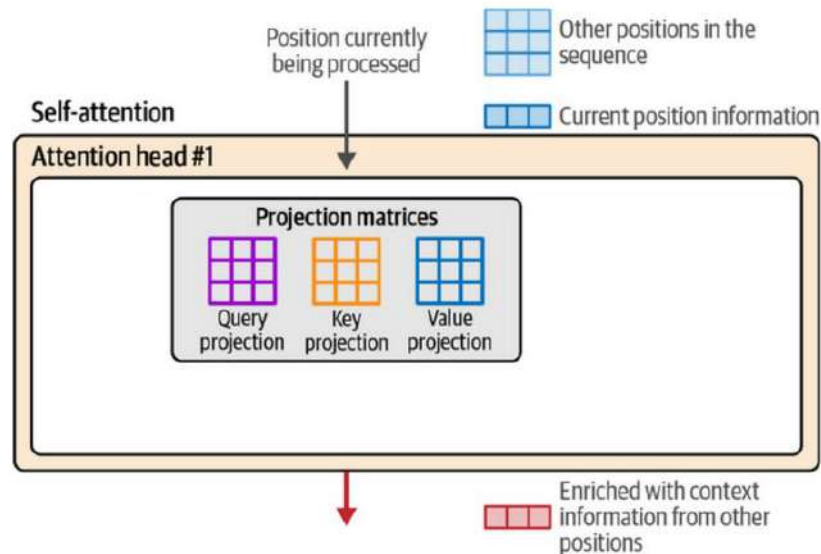 Position currently
being processed
Other positions in the
sequence
Self-attention
Current position information
Attention head #1
Projection matrices
Query
projection
Key
projection
Value
projection
Enriched with context
information from other
positions